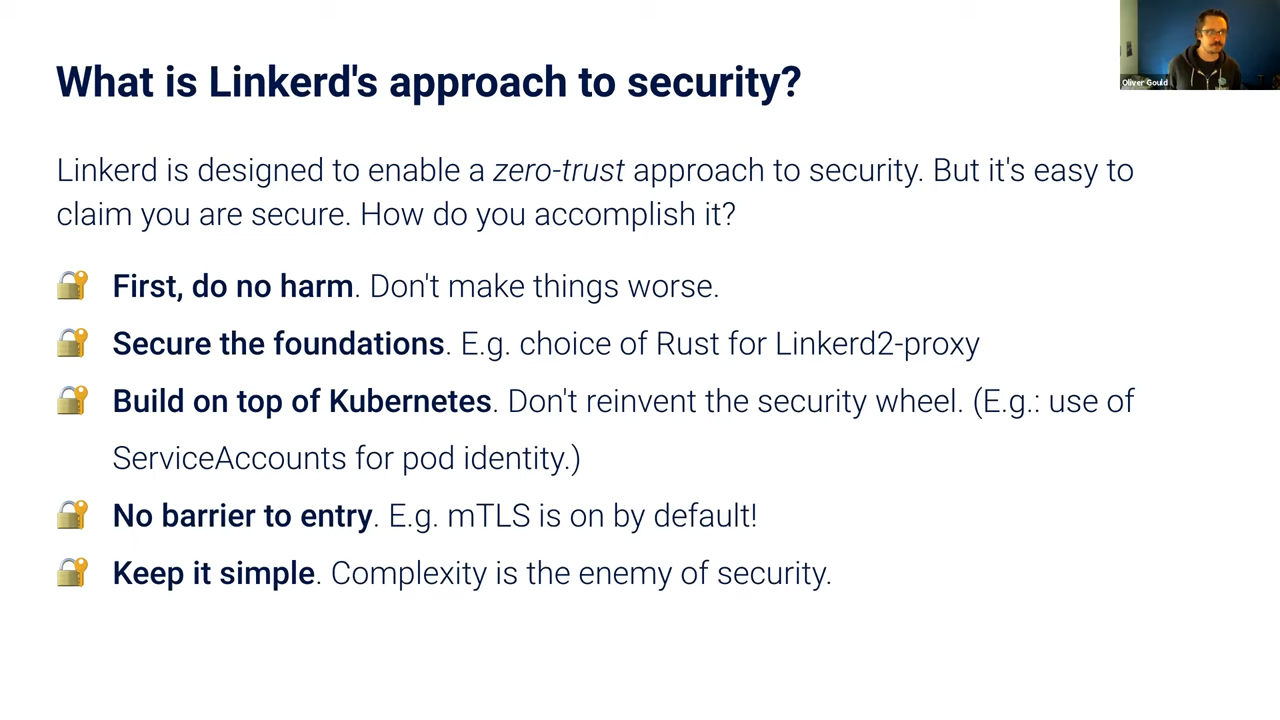 What is Linkerd's approach to security?
Oliver Gould
Linkerd is designed to enable a zero-trust approach to security. But it's easy to
claim you are secure. How do you accomplish it?
First, do no harm. Don't make things worse.
Secure the foundations. E.g. choice of Rust for Linkerd2-proxy
Build on top of Kubernetes. Don't reinvent the security wheel. (E.g.: use of
ServiceAccounts for pod identity.)
No barrier to entry. E.g. mTLS is on by default!
Keep it simple. Complexity is the enemy of security.